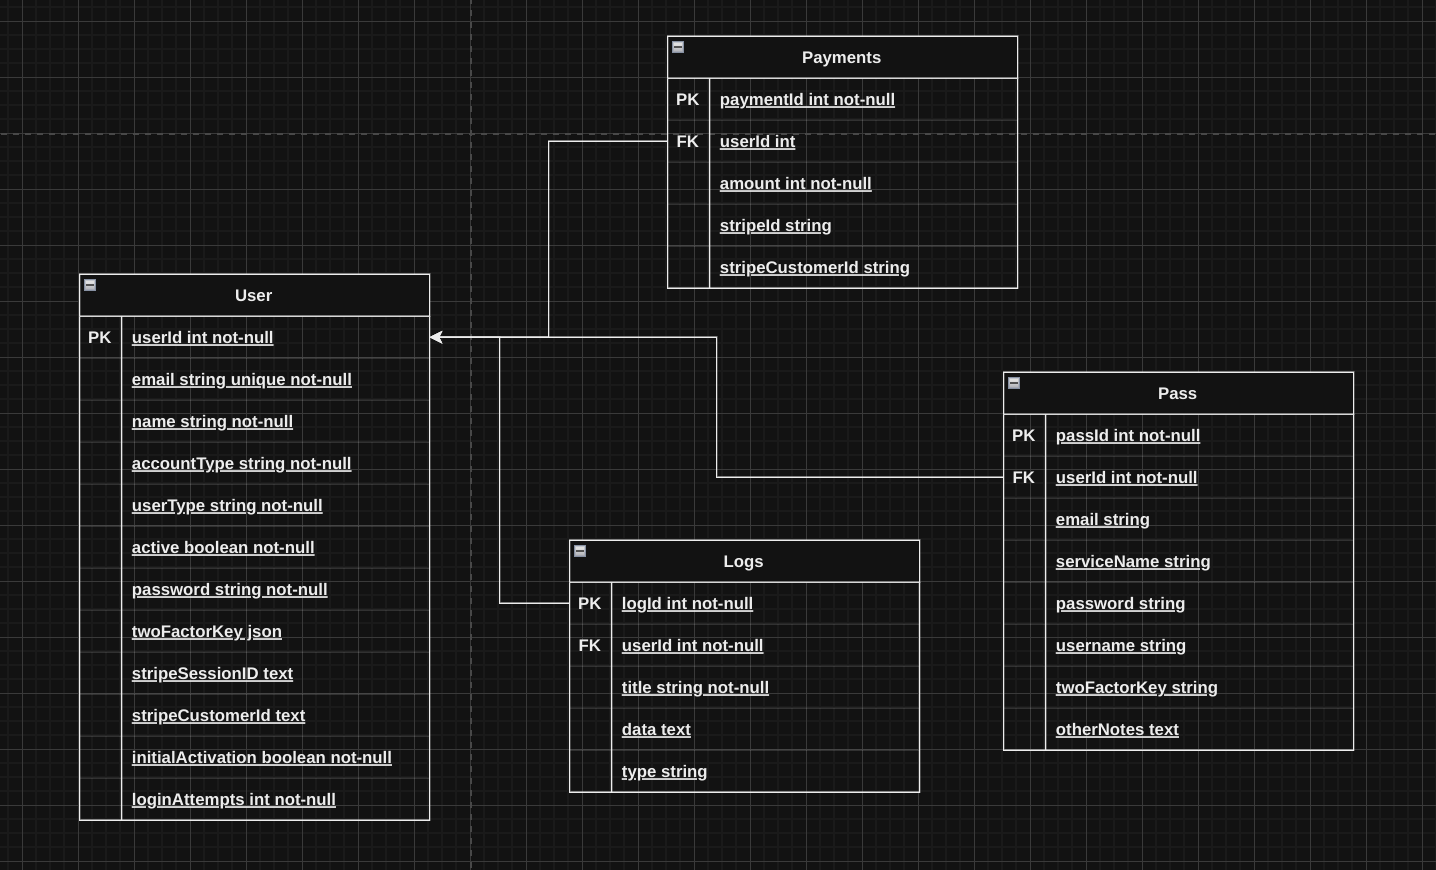 Payments
PK paymentId int not-null
FK userId int
amount int not-null
stripeId string
stripeCustomerId string
User
PK userId int not-null
email string unique not-null
name string not-null
accountType string not-null
userType string not-null
active boolean not-null
password string not-null
twoFactorKey json
stripeSessionID text
stripeCustomerId text
initialActivation boolean not-null
loginAttempts int not-null
Pass
PK passId int not-null
FK userId int not-null
email string
serviceName string
password string
username string
twoFactorKey string
otherNotes text
Logs
PK logId int not-null
FK userId int not-null
title string not-null
data text
type string